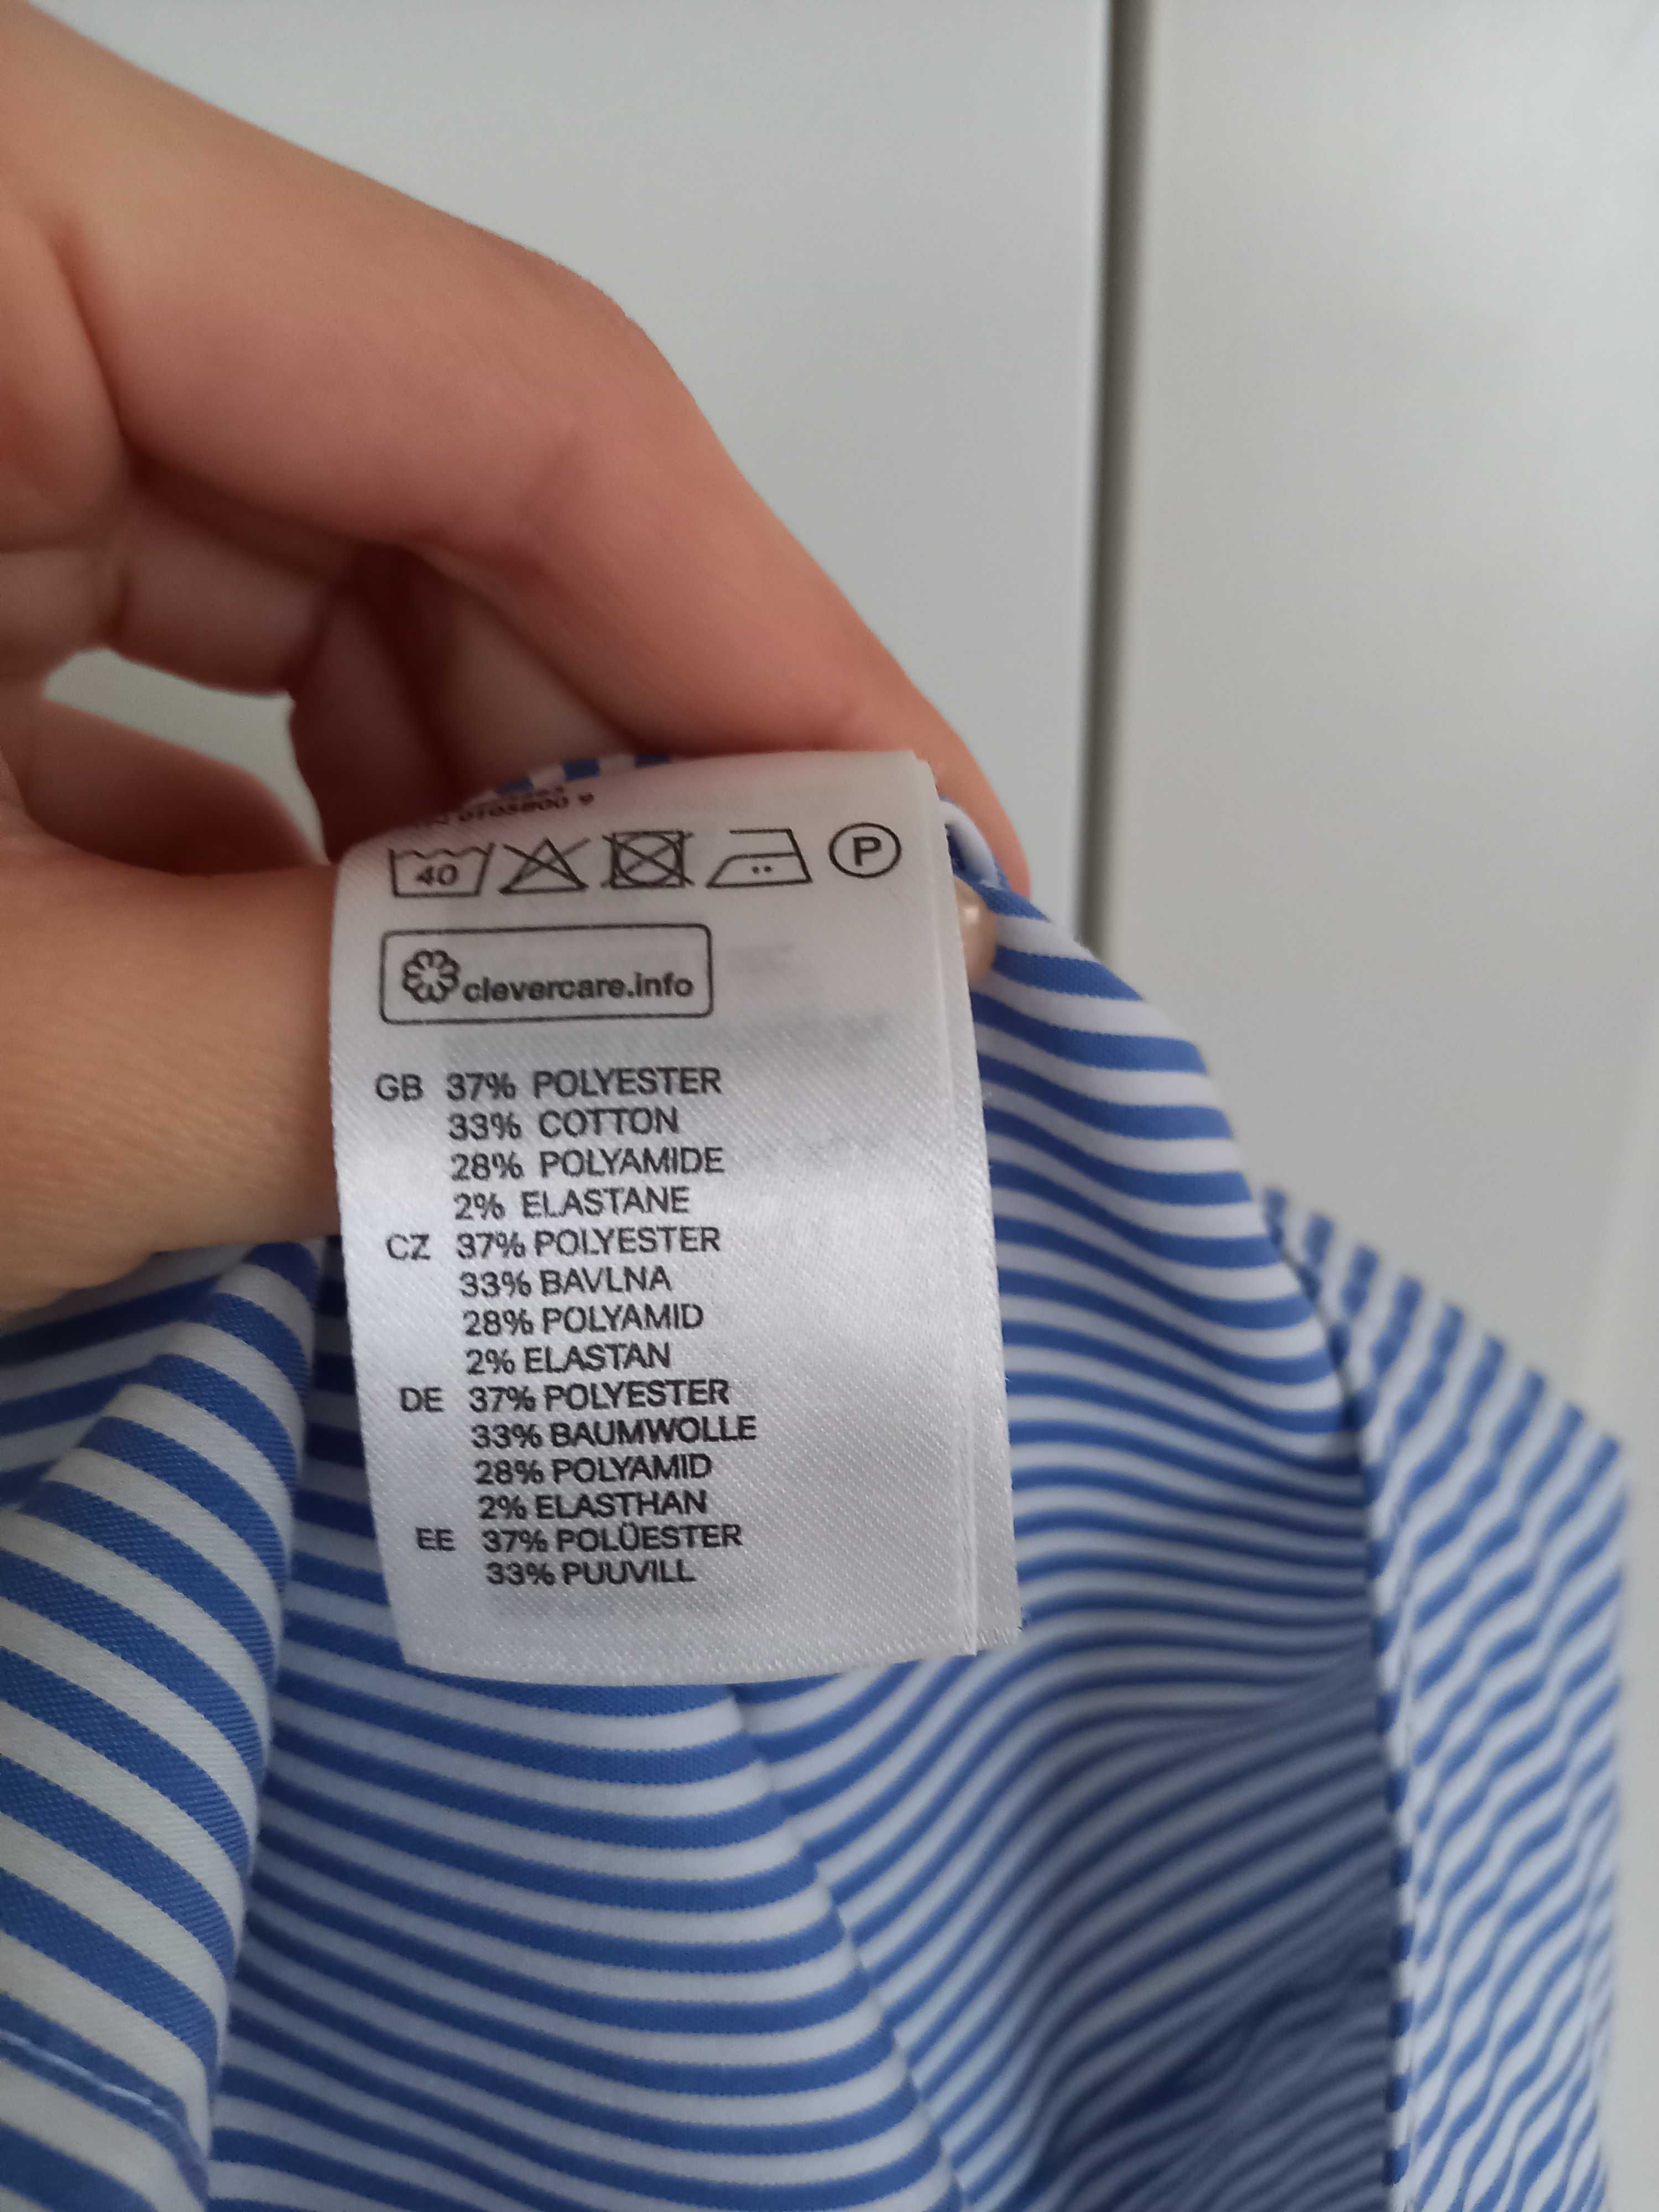 40 P
clevercare.info
GB 37% POLYESTER
33% COTTON
28% POLYAMIDE
2% ELASTANE
CZ 37% POLYESTER
33% BAVLNA
28% POLYAMID
2% ELASTAN
DE 37% POLYESTER
33% BAUMWOLLE
28% POLYAMID
2% ELASTHAN
EE 37% POLÜESTER
33% PUUVILL